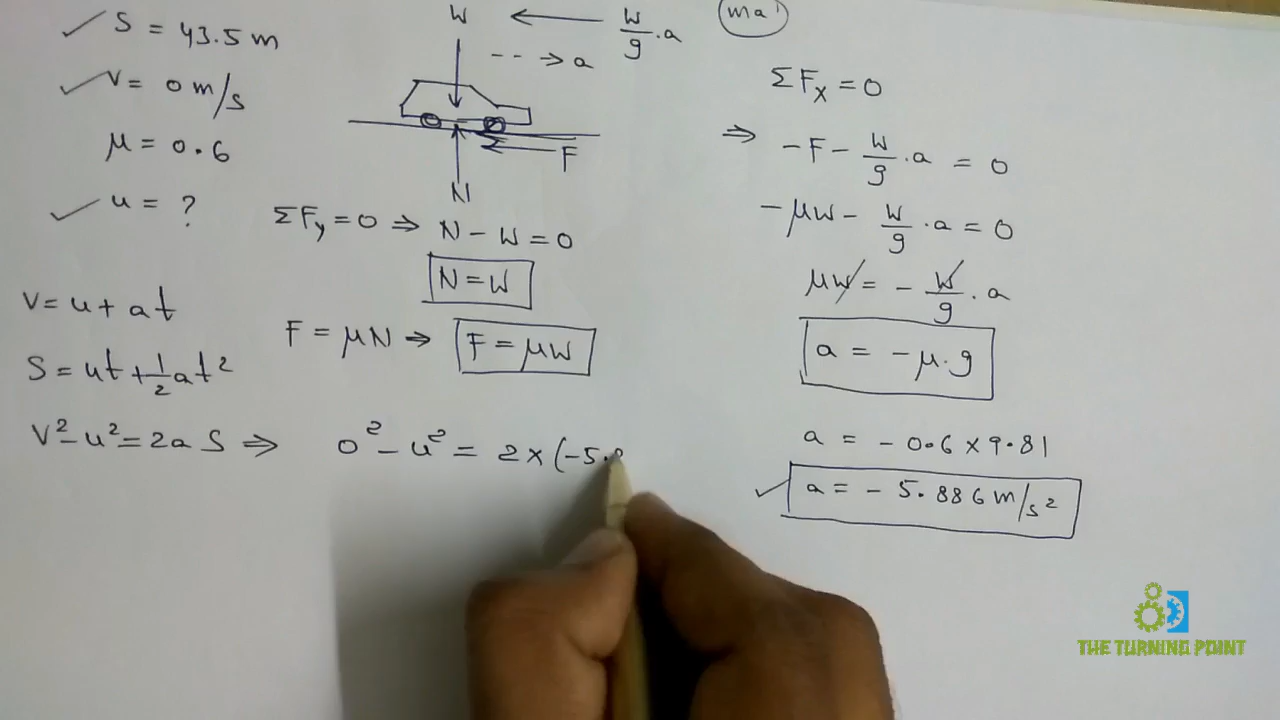 S = 43.5 m
V = 0 m/s
μ = 0.6
u = ?
V = u + at
S = ut + 1/2 at²
V² - u² = 2a S ⇒ 0² - u² = 2 × (-5.8
W
W/g . a
ma
--> a
F
N
ΣFy = 0 ⇒ N - W = 0
N = W
F = μN ⇒ F = μW
ΣFx = 0
⇒ -F - W/g . a = 0
-μW - W/g . a = 0
μW = - W/g . a
a = - μ . g
a = - 0.6 × 9.81
a = - 5.886 m/s²
THE TURNING POINT